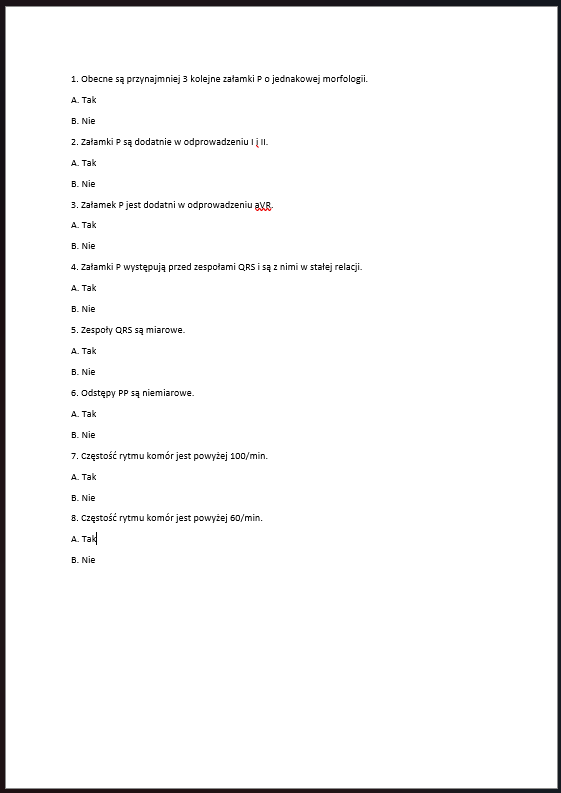 1. Obecne są przynajmniej 3 kolejne załamki P o jednakowej morfologii.
A. Tak
B. Nie
2. Załamki P są dodatnie w odprowadzeniu I i II.
A. Tak
B. Nie
3. Załamek P jest dodatni w odprowadzeniu aVR.
A. Tak
B. Nie
4. Załamki P występują przed zespołami QRS i są z nimi w stałej relacji.
A. Tak
B. Nie
5. Zespoły QRS są miarowe.
A. Tak
B. Nie
6. Odstępy PP są niemiarowe.
A. Tak
B. Nie
7. Częstość rytmu komór jest powyżej 100/min.
A. Tak
B. Nie
8. Częstość rytmu komór jest powyżej 60/min.
A. Tak
B. Nie